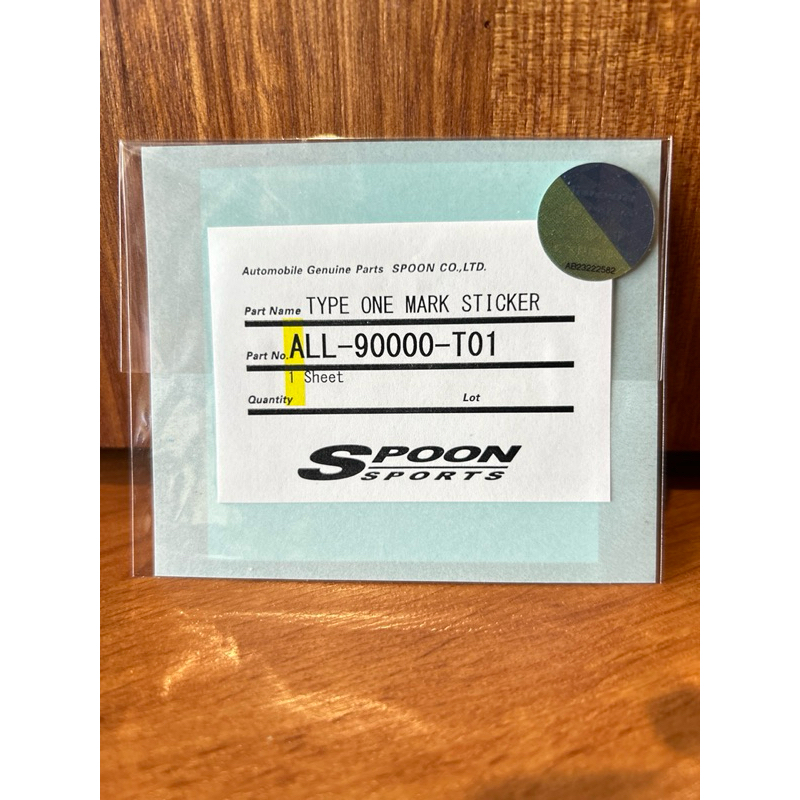 AB23222582
Automobile Genuine Parts SPOON CO.,LTD.
Part Name TYPE ONE MARK STICKER
Part No. ALL-90000-T01
1 Sheet
Quantity Lot
SPOON
SPORTS